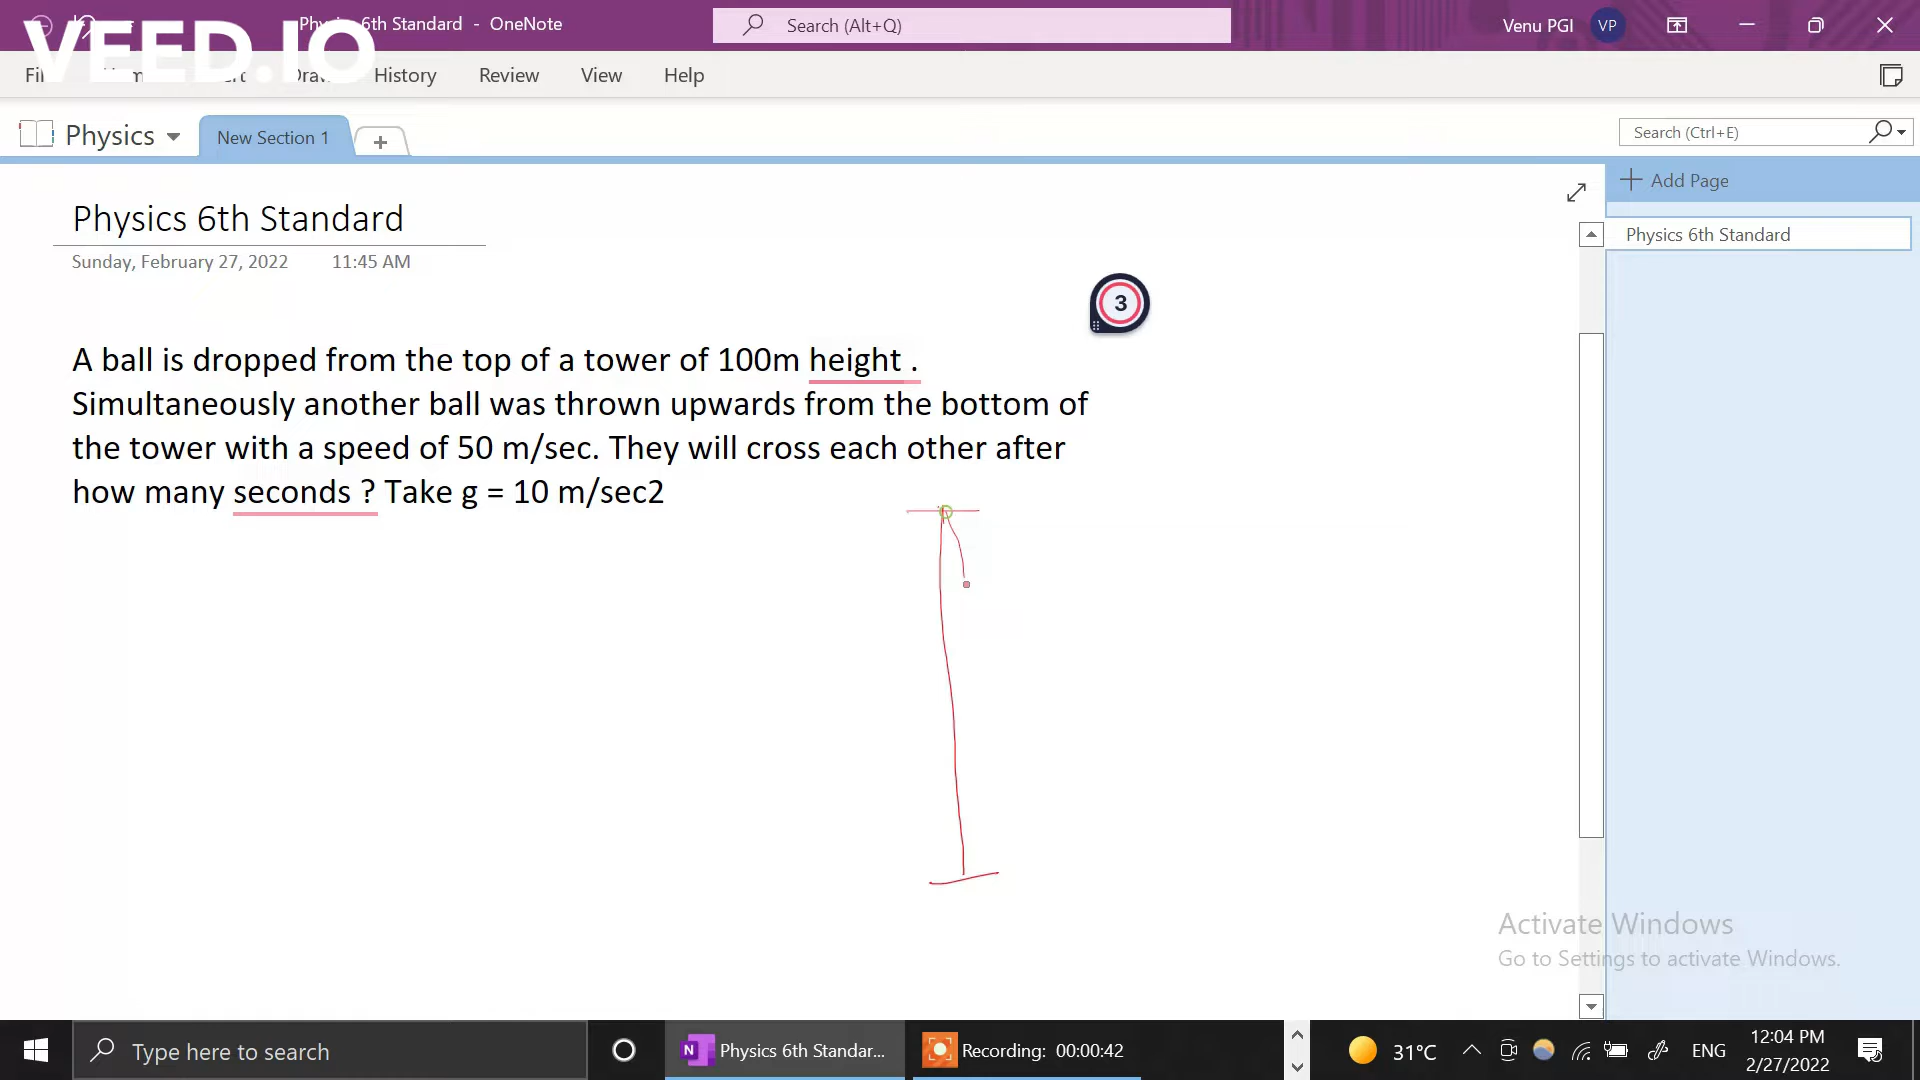 VEED.IO
6th Standard - OneNote
Search (Alt+Q)
Venu PGI
VP
History
Review
View
Help
Physics
New Section 1
Search (Ctrl+E)
Add Page
Physics 6th Standard
Physics 6th Standard
Sunday, February 27, 2022 11:45 AM
3
A ball is dropped from the top of a tower of 100m height .
Simultaneously another ball was thrown upwards from the bottom of
the tower with a speed of 50 m/sec. They will cross each other after
how many seconds ? Take g = 10 m/sec2
Activate Windows
Go to Settings to activate Windows.
Type here to search
N
Physics 6th Standar...
Recording: 00:00:42
31°C
ENG
12:04 PM
2/27/2022